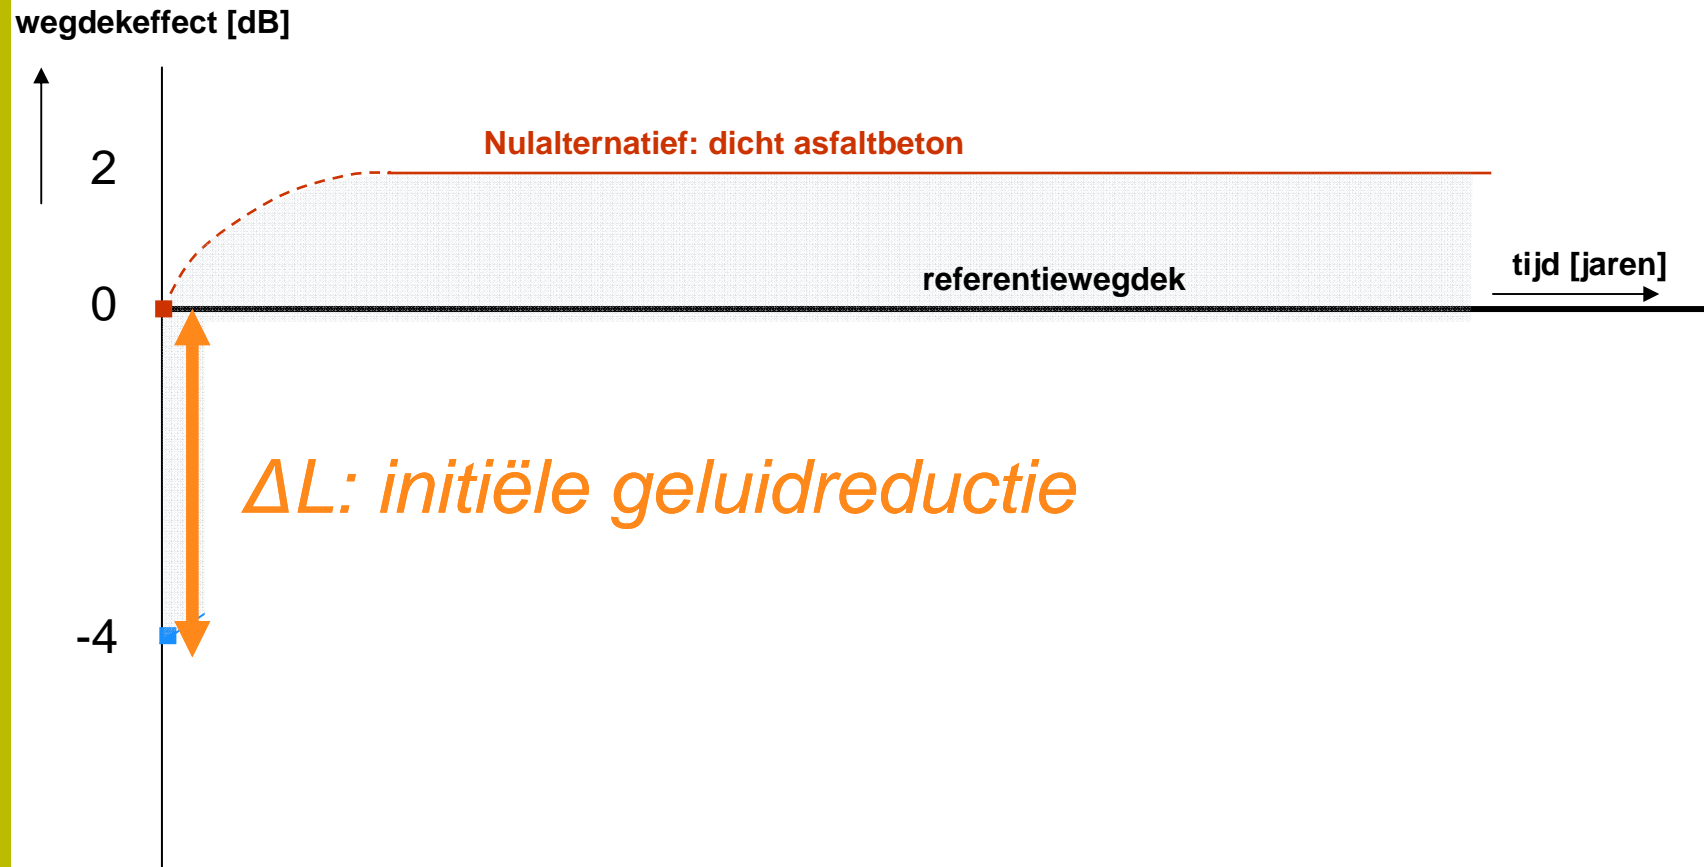 wegdekeffect [dB]
Nulalternatief: dicht asfaltbeton
2
tijd [jaren]
referentiewegdek
0
ΔL: initiële geluidreductie
-4